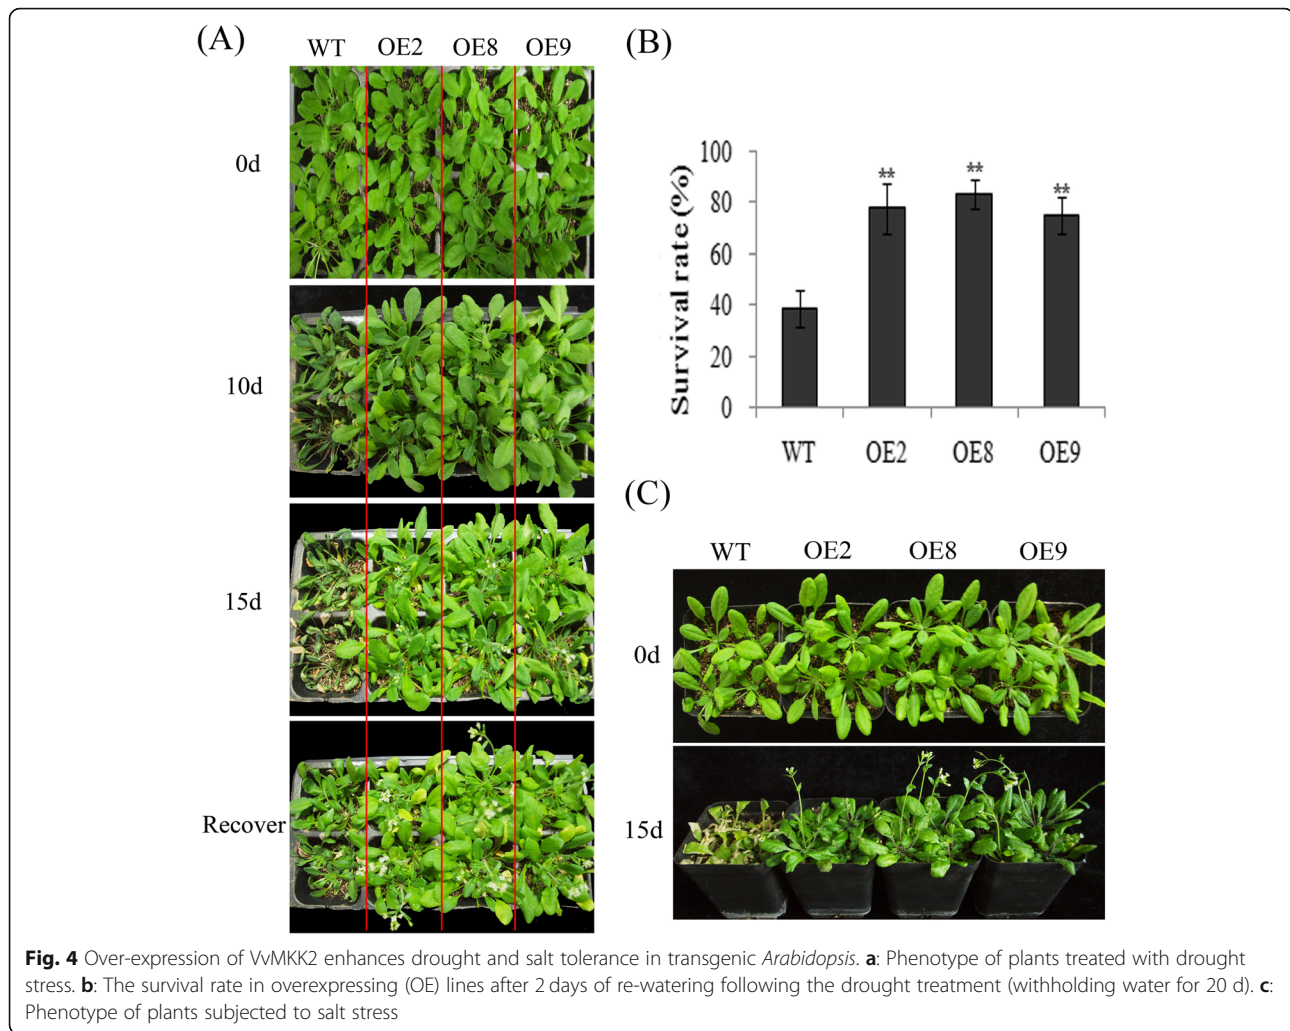 (A)
WT OE2 OE8 OE9
0d
10d
15d
Recover
(B)
Survival rate (%)
100
80
60
40
20
0
** ** **
WT OE2 OE8 OE9
(C)
WT OE2 OE8 OE9
0d
15d
Fig. 4 Over-expression of VvMKK2 enhances drought and salt tolerance in transgenic Arabidopsis. a: Phenotype of plants treated with drought
stress. b: The survival rate in overexpressing (OE) lines after 2 days of re-watering following the drought treatment (withholding water for 20 d). c:
Phenotype of plants subjected to salt stress